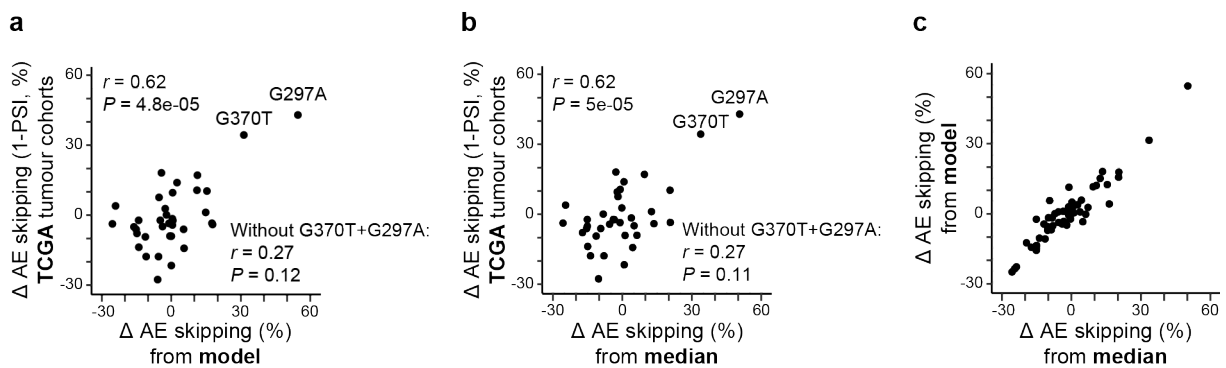 a
Δ AE skipping (1-PSI, %)
TCGA tumour cohorts
60
30
0
-30
r = 0.62
P = 4.8e-05
G297A
G370T
Without G370T+G297A:
r = 0.27
P = 0.12
-30
0
30
60
Δ AE skipping (%)
from model
b
Δ AE skipping (1-PSI, %)
TCGA tumour cohorts
60
30
0
-30
r = 0.62
P = 5e-05
G297A
G370T
Without G370T+G297A:
r = 0.27
P = 0.11
-30
0
30
60
Δ AE skipping (%)
from median
c
Δ AE skipping (%)
from model
60
30
0
-30
-30
0
30
60
Δ AE skipping (%)
from median